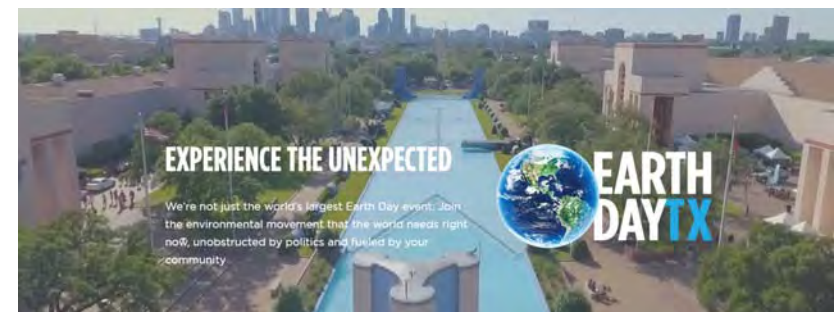 EXPERIENCE THE UNEXPECTED
We're not just the world's largest Earth Day event: Join
the environmental movement that the world needs right
now, unobstructed by politics and fueled by your
community
EARTH
DAYTX